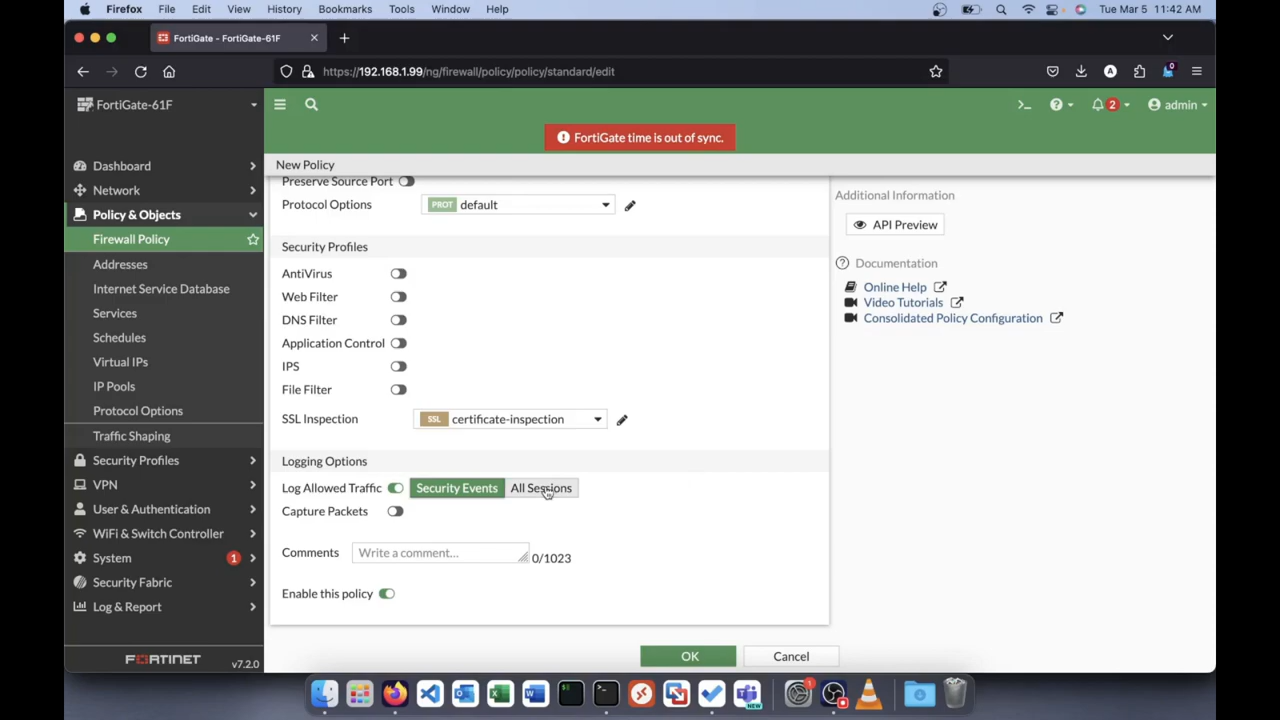 Firefox File Edit View History Bookmarks Tools Window Help Tue Mar 5 11:42 AM
FortiGate - FortiGate-61F
https://192.168.1.99/ng/firewall/policy/policy/standard/edit
A
0
FortiGate-61F
>_
2
admin
FortiGate time is out of sync.
Dashboard
Network
Policy & Objects
Firewall Policy
Addresses
Internet Service Database
Services
Schedules
Virtual IPs
IP Pools
Protocol Options
Traffic Shaping
Security Profiles
VPN
User & Authentication
WiFi & Switch Controller
System 1
Security Fabric
Log & Report
FORTINET v7.2.0
New Policy
Preserve Source Port
Protocol Options PROT default
Security Profiles
AntiVirus
Web Filter
DNS Filter
Application Control
IPS
File Filter
SSL Inspection SSL certificate-inspection
Logging Options
Log Allowed Traffic Security Events All Sessions
Capture Packets
Comments Write a comment... 0/1023
Enable this policy
OK Cancel
Additional Information
API Preview
Documentation
Online Help
Video Tutorials
Consolidated Policy Configuration
1
NEW